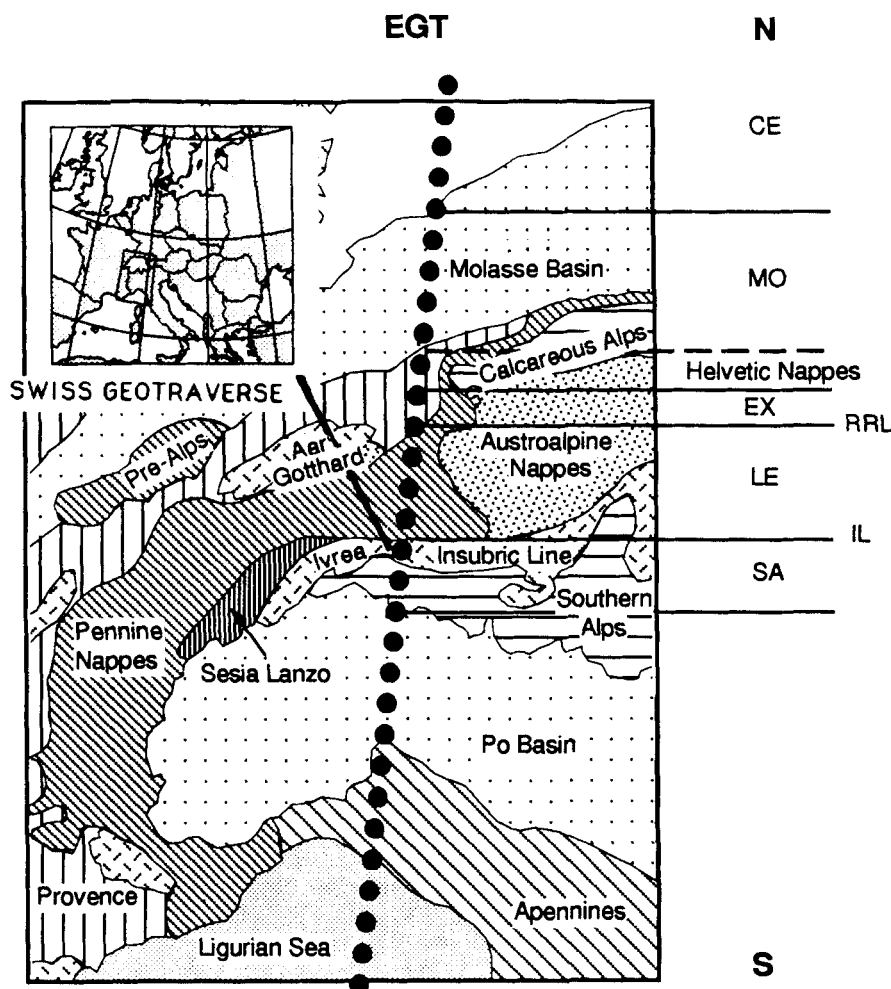 EGT
N
CE
Molasse Basin
MO
Calcareous Alps
Helvetic Nappes
SWISS GEOTRAVERSE
EX
RRL
Pre-Alps
Aar
Gotthard
Austroalpine
Nappes
LE
IL
Ivrea
Insubric Line
SA
Southern
Alps
Pennine
Nappes
Sesia Lanzo
Po Basin
Provence
Apennines
Ligurian Sea
S